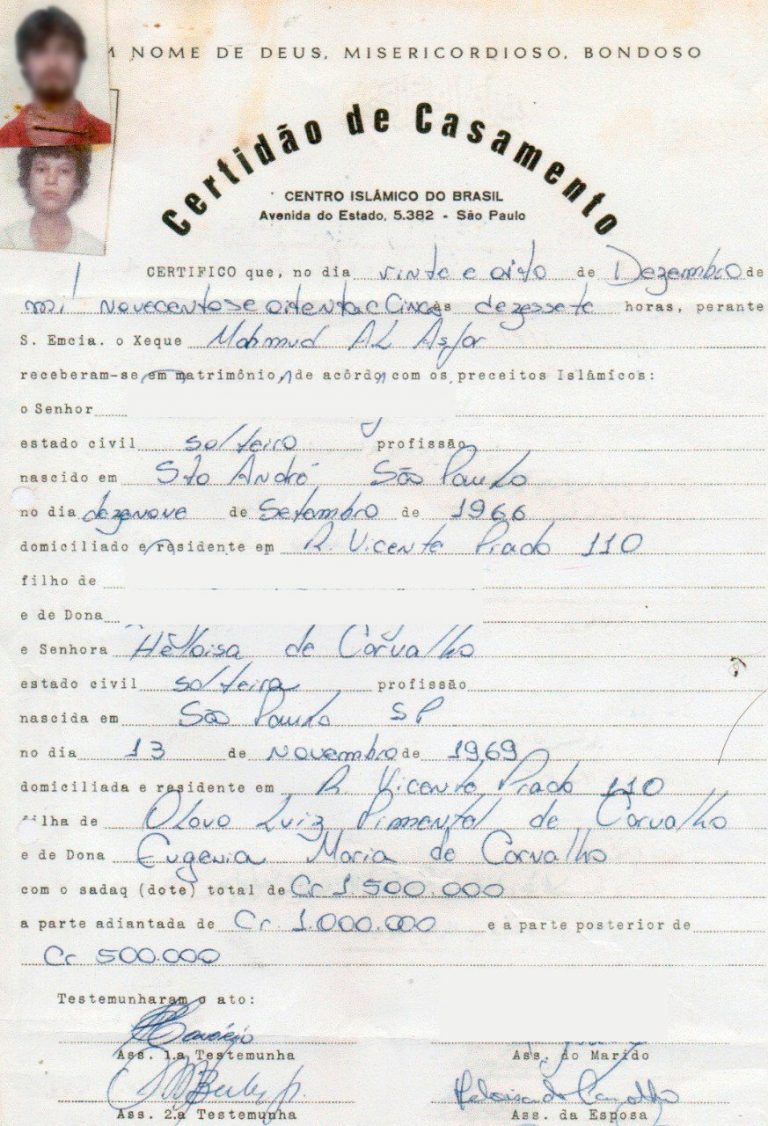 M NOME DE DEUS, MISERICORDIOSO, BONDOSO
Certidão de Casamento
CENTRO ISLÂMICO DO BRASIL
Avenida do Estado, 5.382 - São Paulo
CERTIFICO que, no dia vinte e oito de Dezembro de
mil novecentos e oitenta e Cinco às dezessete horas, perante
S. Emcia. o Xeque Mahmud AL Asfar
receberam-se em matrimônio, de acôrdo com os preceitos Islâmicos:
o Senhor
estado civil solteiro profissão
nascido em Sto André São Paulo
no dia dezenove de Setembro de 1966
domiciliado e residente em R. Vicente Prado 110
filho de
e de Dona
e Senhora Hêloisa de Carvalho
estado civil solteira profissão
nascida em São Paulo SP
no dia 13 de novembro de 1969
domiciliada e residente em R Vicente Prado 110
filha de Olavo Luiz Pimentel de Carvalho
e de Dona Eugenia Maria de Carvalho
com o sadaq (dote) total de Cr 1.500.000
a parte adiantada de Cr. 1.000.000 e a parte posterior de
Cr 500.000
Testemunharam o ato:
Ass. 1.a Testemunha Ass. do Marido
Heloisa de Carvalho
Ass. 2.a Testemunha Ass. da Esposa